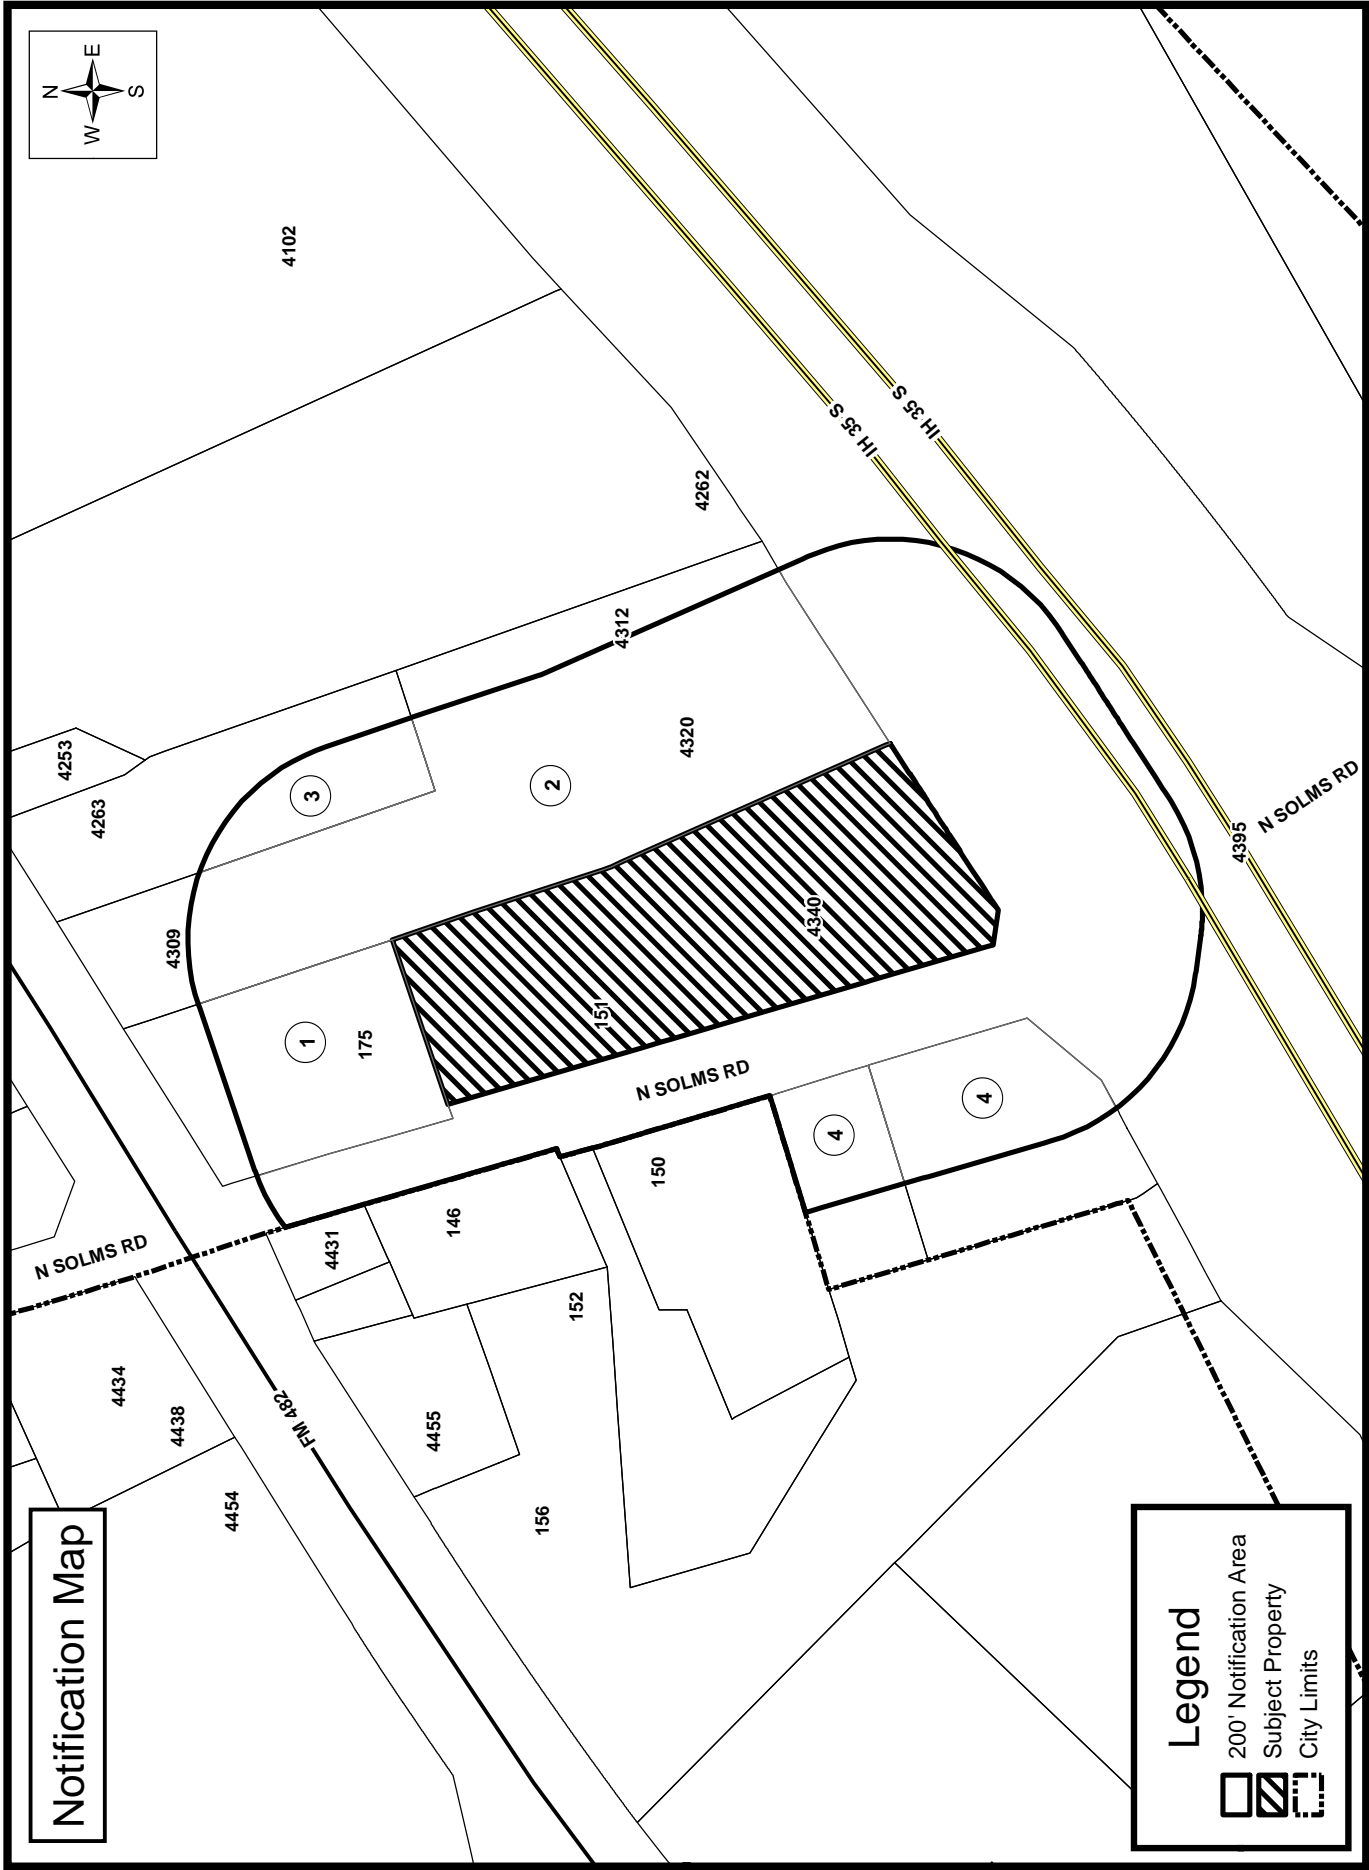 Notification Map
N
W
E
S
4102
4253
4263
4309
3
2
1
175
4312
4262
4320
4340
151
IH 35 S
IH 35 S
N SOLMS RD
N SOLMS RD
N SOLMS RD
4395
4
4
150
146
4431
152
4434
4438
4454
FM 482
4455
156
Legend
200' Notification Area
Subject Property
City Limits